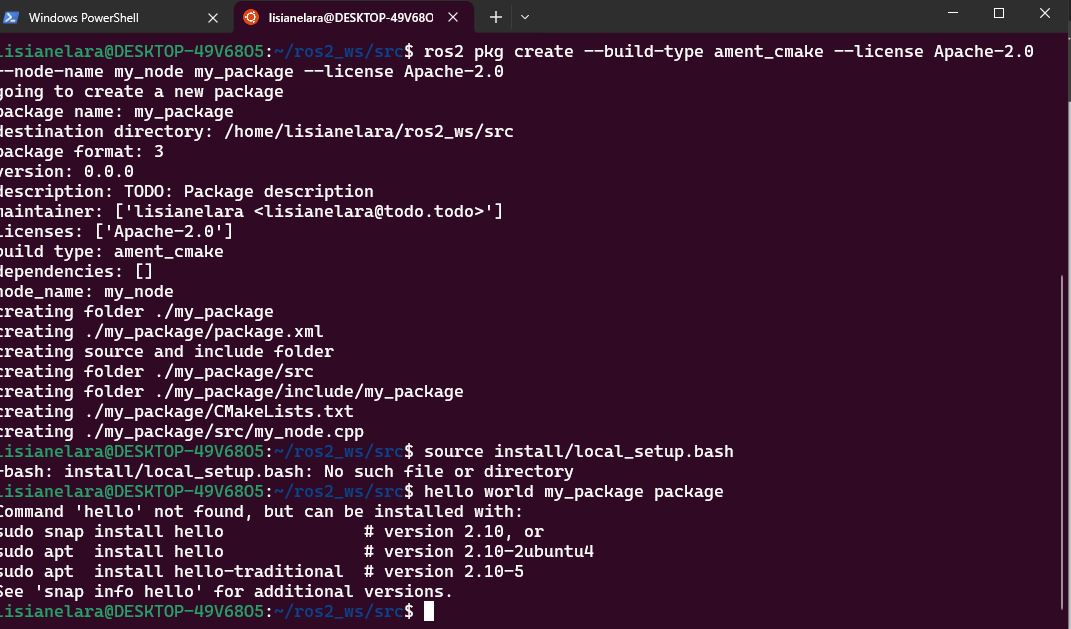 Windows PowerShell
lisianelara@DESKTOP-49V68O
lisianelara@DESKTOP-49V68O5:~/ros2_ws/src$ ros2 pkg create --build-type ament_cmake --license Apache-2.0
--node-name my_node my_package --license Apache-2.0
going to create a new package
package name: my_package
destination directory: /home/lisianelara/ros2_ws/src
package format: 3
version: 0.0.0
description: TODO: Package description
maintainer: ['lisianelara <lisianelara@todo.todo>']
licenses: ['Apache-2.0']
build type: ament_cmake
dependencies: []
node_name: my_node
creating folder ./my_package
creating ./my_package/package.xml
creating source and include folder
creating folder ./my_package/src
creating folder ./my_package/include/my_package
creating ./my_package/CMakeLists.txt
creating ./my_package/src/my_node.cpp
lisianelara@DESKTOP-49V68O5:~/ros2_ws/src$ source install/local_setup.bash
-bash: install/local_setup.bash: No such file or directory
lisianelara@DESKTOP-49V68O5:~/ros2_ws/src$ hello world my_package package
Command 'hello' not found, but can be installed with:
sudo snap install hello              # version 2.10, or
sudo apt  install hello              # version 2.10-2ubuntu4
sudo apt  install hello-traditional  # version 2.10-5
See 'snap info hello' for additional versions.
lisianelara@DESKTOP-49V68O5:~/ros2_ws/src$